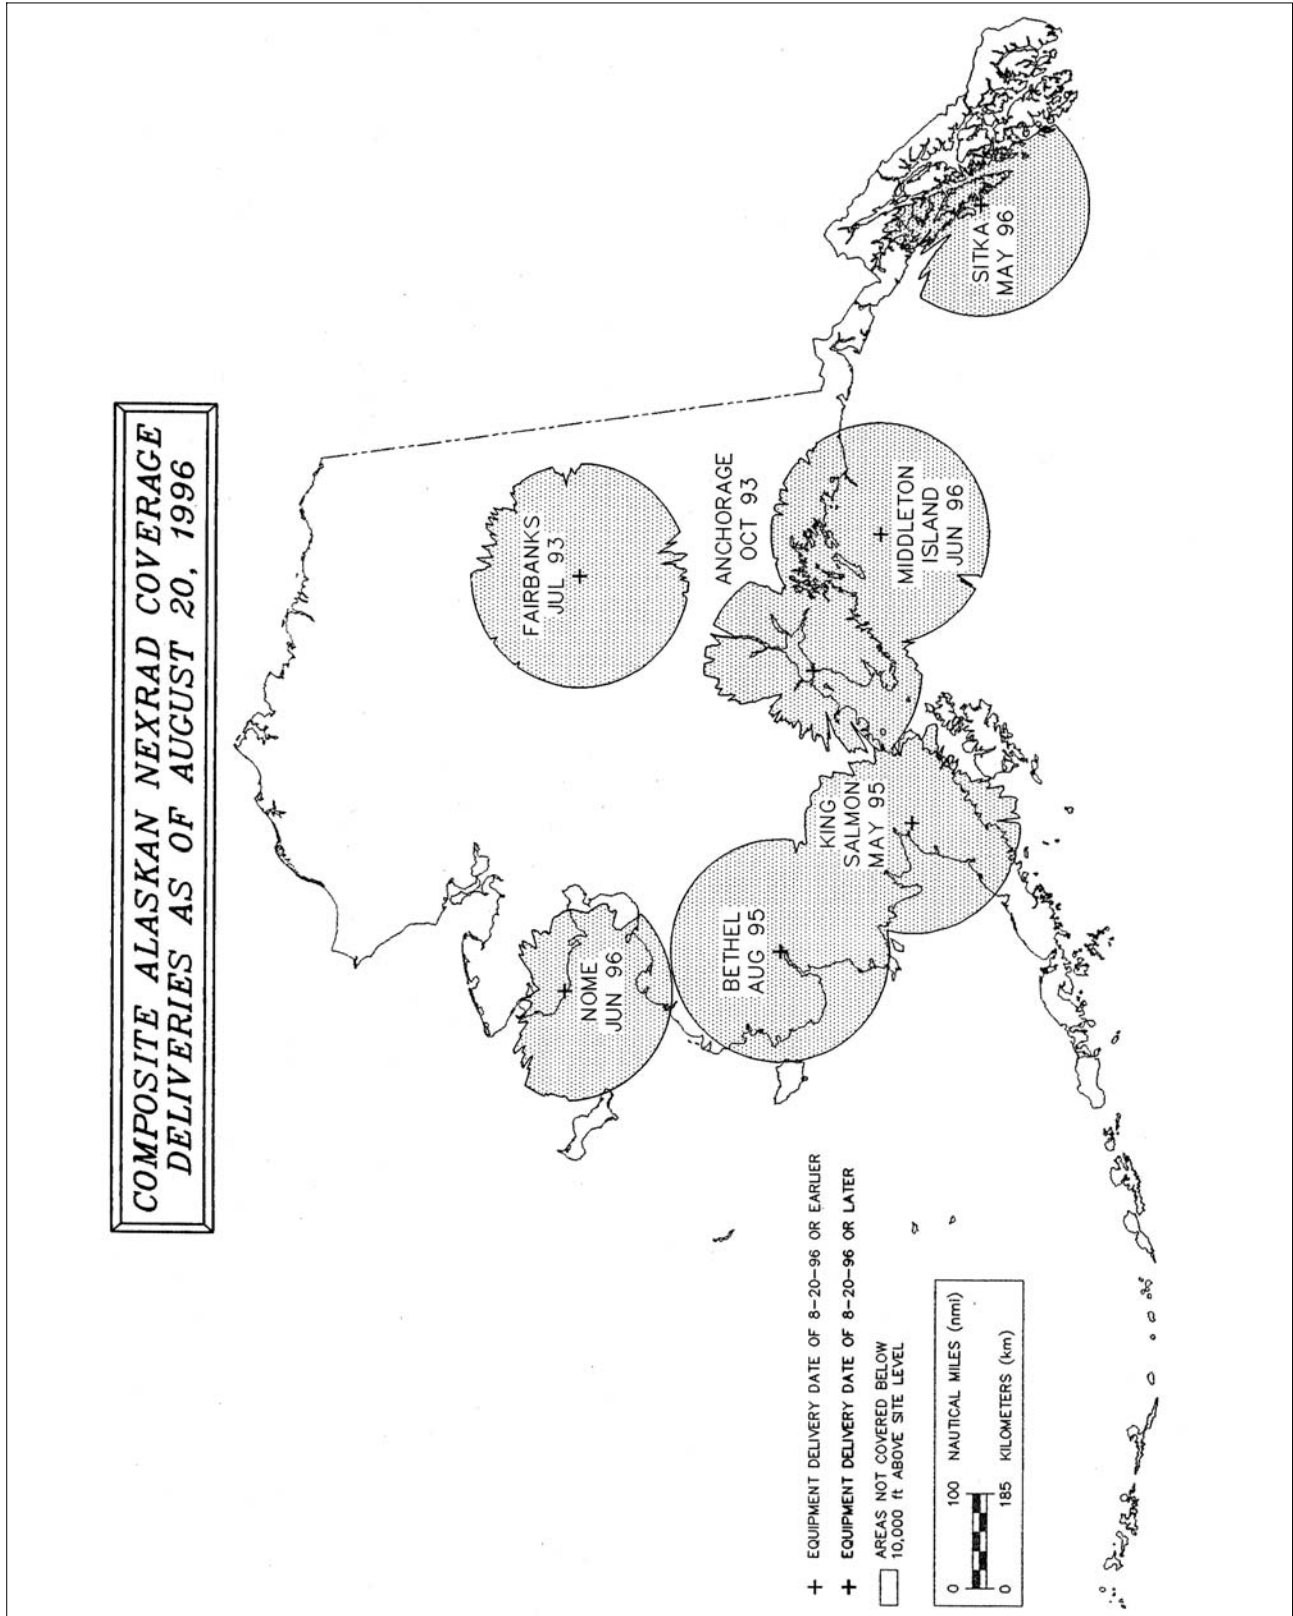 COMPOSITE ALASKAN NEXRAD COVERAGE
DELIVERIES AS OF AUGUST 20, 1996
FAIRBANKS
JUL 93
ANCHORAGE
OCT 93
MIDDLETON
ISLAND
JUN 96
SITKA
MAY 96
KING
SALMON
MAY 95
BETHEL
AUG 95
NOME
JUN 96
+ EQUIPMENT DELIVERY DATE OF 8-20-96 OR EARLIER
+ EQUIPMENT DELIVERY DATE OF 8-20-96 OR LATER
AREAS NOT COVERED BELOW
10,000 ft ABOVE SITE LEVEL
0 100 NAUTICAL MILES (nmi)
0 185 KILOMETERS (km)